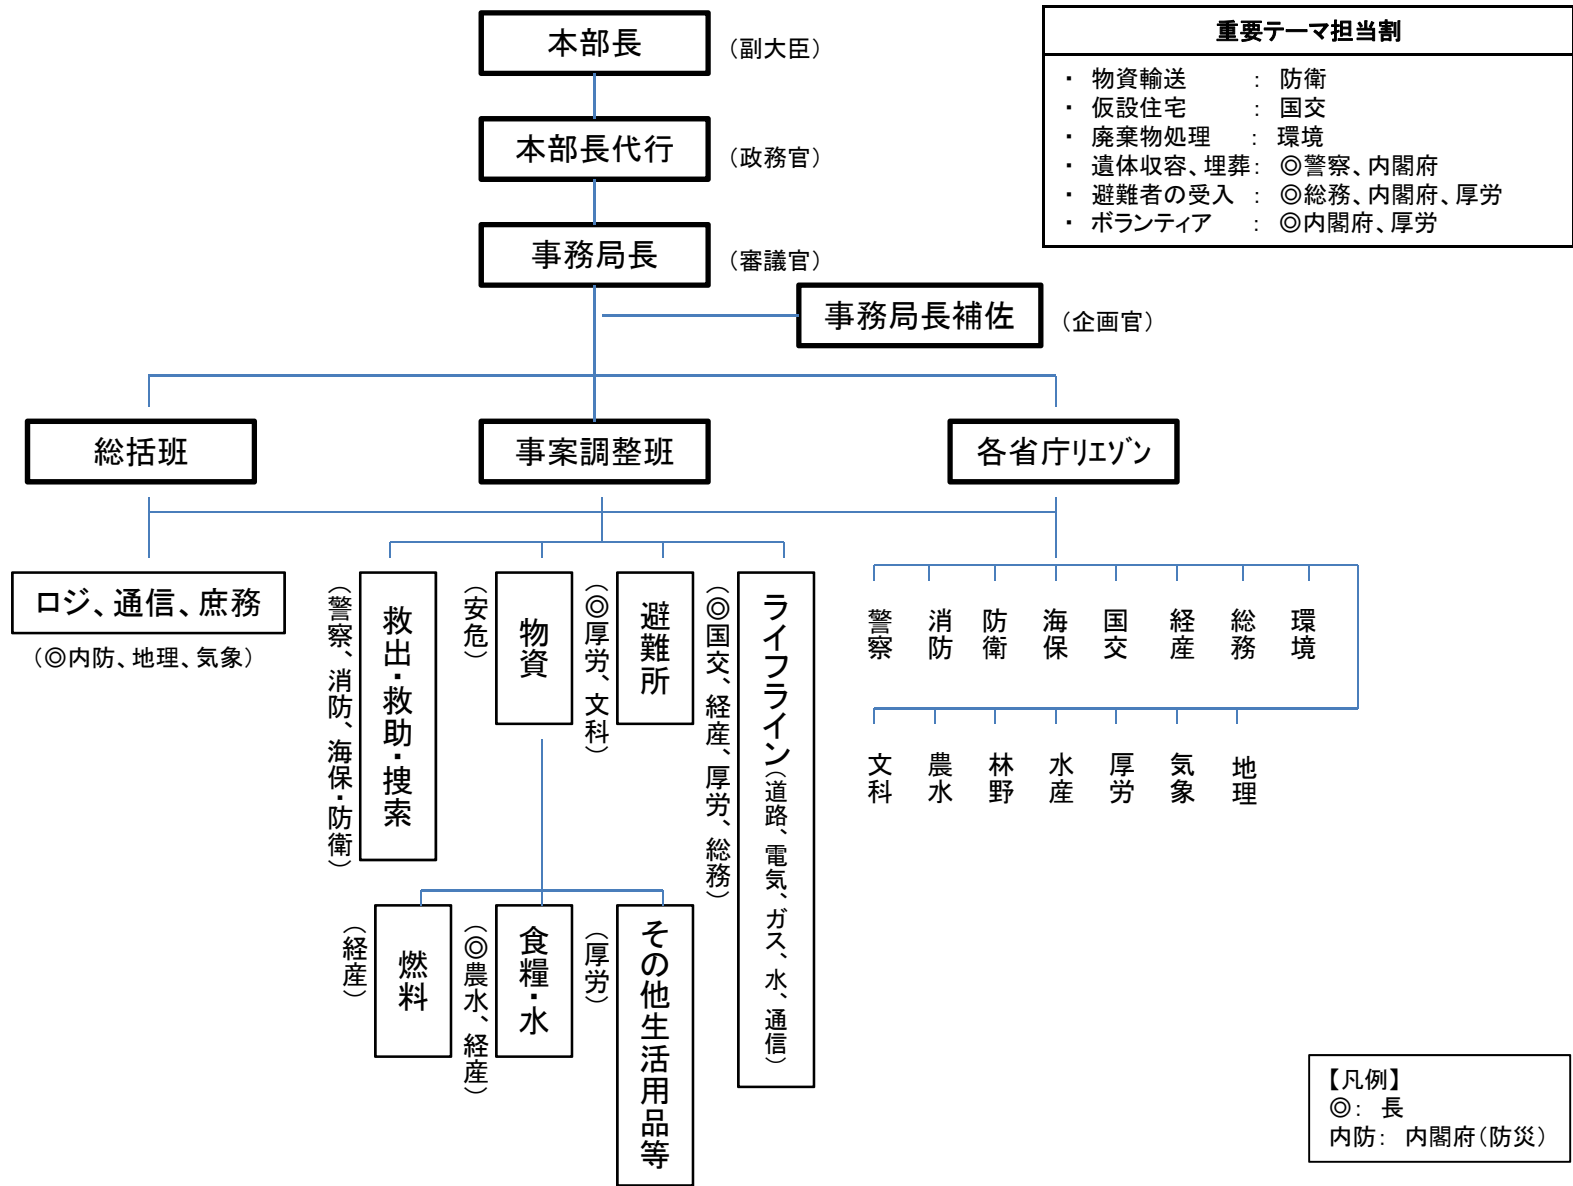 本部長
（副大臣）
重要テーマ担当割
・ 物資輸送 ： 防衛
・ 仮設住宅 ： 国交
・ 廃棄物処理 ： 環境
・ 遺体収容、埋葬： ◎警察、内閣府
・ 避難者の受入 ： ◎総務、内閣府、厚労
・ ボランティア ： ◎内閣府、厚労
本部長代行
（政務官）
事務局長
（審議官）
事務局長補佐
（企画官）
総括班
事案調整班
各省庁ﾘｴｿﾞﾝ
ロジ、通信、庶務
（◎内防、地理、気象）
救出・救助・捜索
（警察、消防、海保・防衛）
物資
（安危）
避難所
（◎厚労、文科）
ライフライン（道路、電気、ガス、水、通信）
（◎国交、経産、厚労、総務）
燃料
（経産）
食糧・水
（◎農水、経産）
その他生活用品等
（厚労）
警察
消防
防衛
海保
国交
経産
総務
環境
文科
農水
林野
水産
厚労
気象
地理
【凡例】
◎： 長
内防： 内閣府（防災）